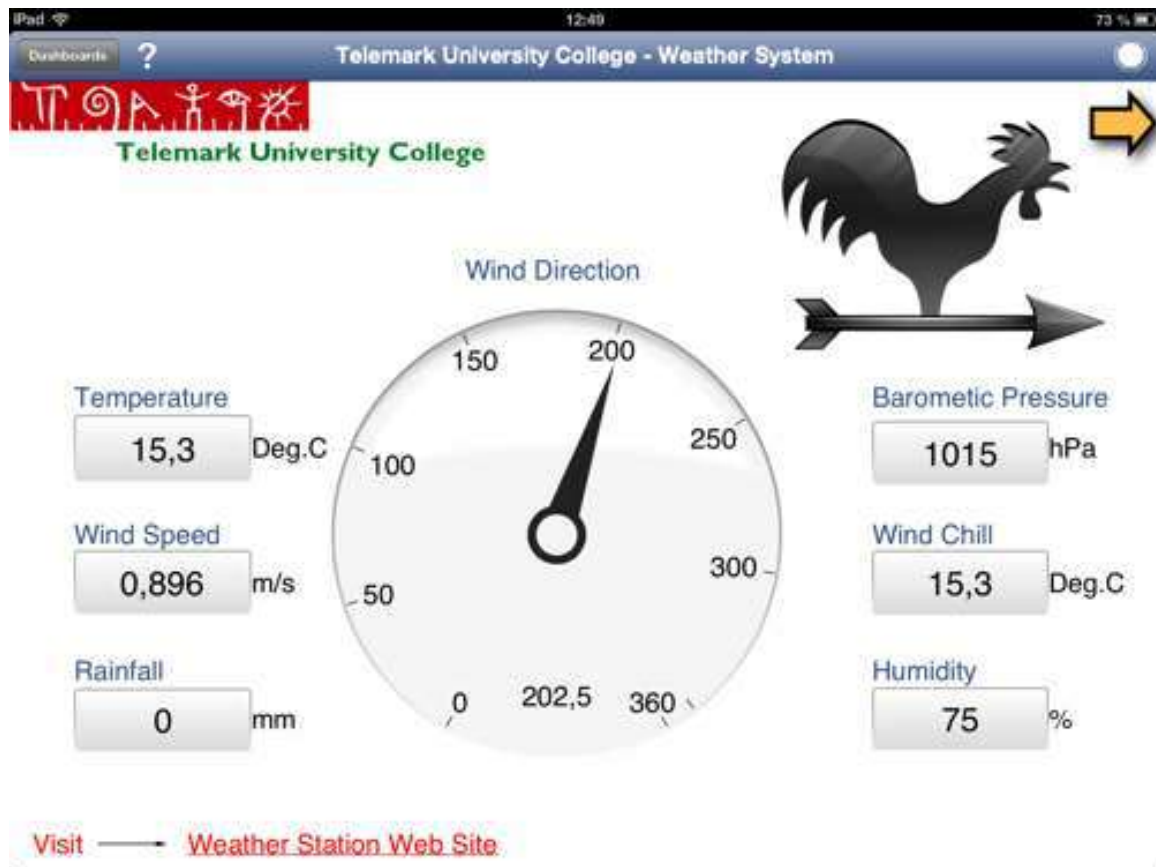 iPad 12:49 73 %
Dashboards ? Telemark University College - Weather System
Telemark University College
Wind Direction
150 200
Temperature Barometic Pressure
15,3 Deg.C 100 250 1015 hPa
Wind Speed Wind Chill
0,896 m/s 50 300 15,3 Deg.C
Rainfall Humidity
0 mm 0 202,5 360 75 %
Visit Weather Station Web Site